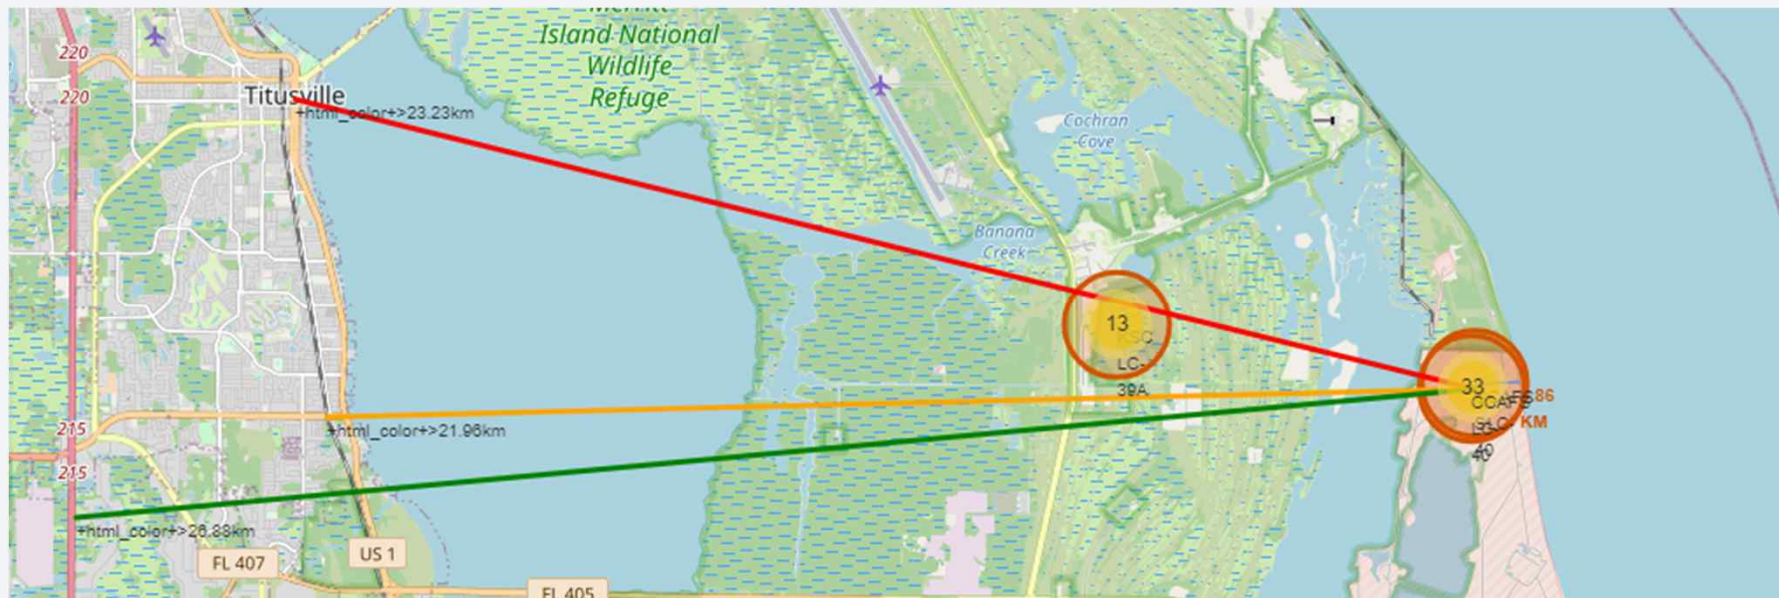 Island National
Wildlife
Refuge
220
220
Titusville
+html_color+>23.23km
Cochran
Cove
Banana
Creek
13
KSC
LC-
39A
33
86
KM
40
215
+html_color+>21.96km
215
+html_color+>26.88km
FL 407
US 1
FL 405